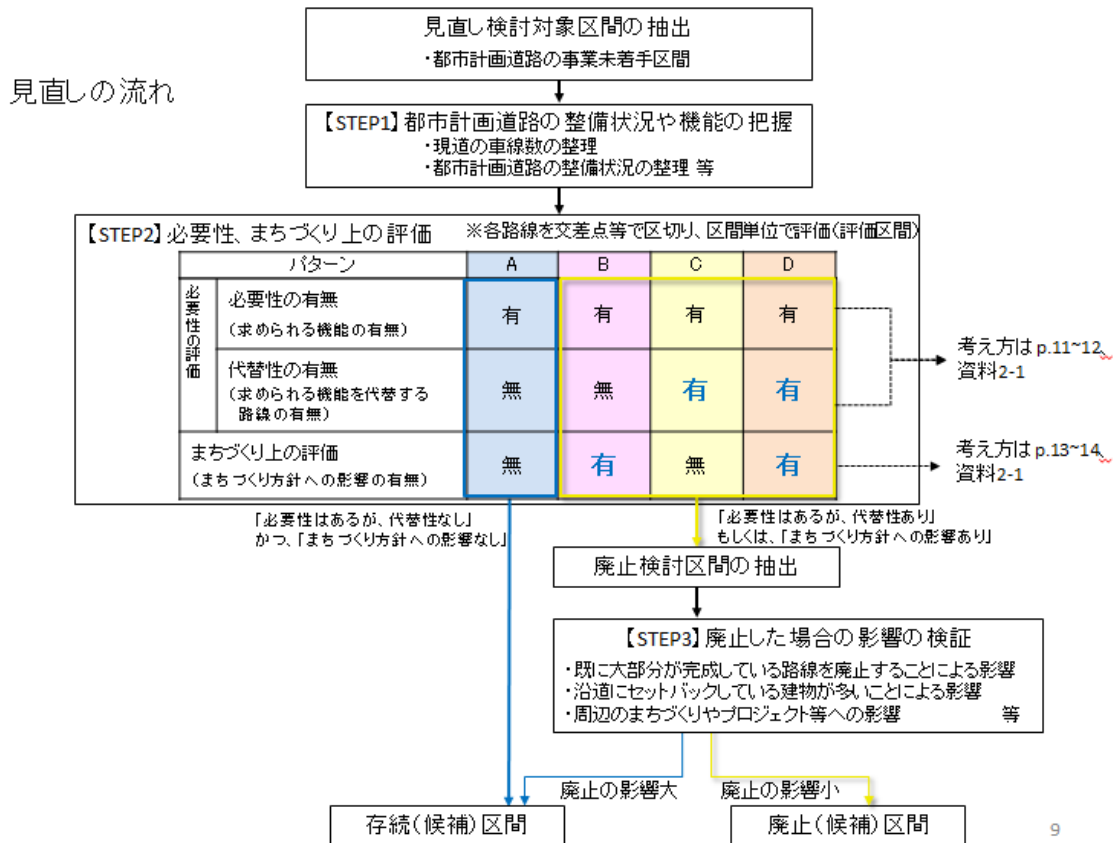 見直し検討対象区間の抽出
・都市計画道路の事業未着手区間
見直しの流れ
【STEP1】都市計画道路の整備状況や機能の把握
・現道の車線数の整理
・都市計画道路の整備状況の整理 等
【STEP2】必要性、まちづくり上の評価 ※各路線を交差点等で区切り、区間単位で評価(評価区間)
パターン A B C D
必要性の評価
必要性の有無
(求められる機能の有無)
有 有 有 有
代替性の有無
(求められる機能を代替する
路線の有無)
無 無 有 有
考え方は p.11~12、
資料2-1
まちづくり上の評価
(まちづくり方針への影響の有無)
無 有 無 有
考え方は p.13~14、
資料2-1
「必要性はあるが、代替性なし」
かつ、「まちづくり方針への影響なし」
「必要性はあるが、代替性あり」
もしくは、「まちづくり方針への影響あり」
廃止検討区間の抽出
【STEP3】廃止した場合の影響の検証
・既に大部分が完成している路線を廃止することによる影響
・沿道にセットバックしている建物が多いことによる影響
・周辺のまちづくりやプロジェクト等への影響 等
廃止の影響大 廃止の影響小
存続(候補)区間 廃止(候補)区間
9